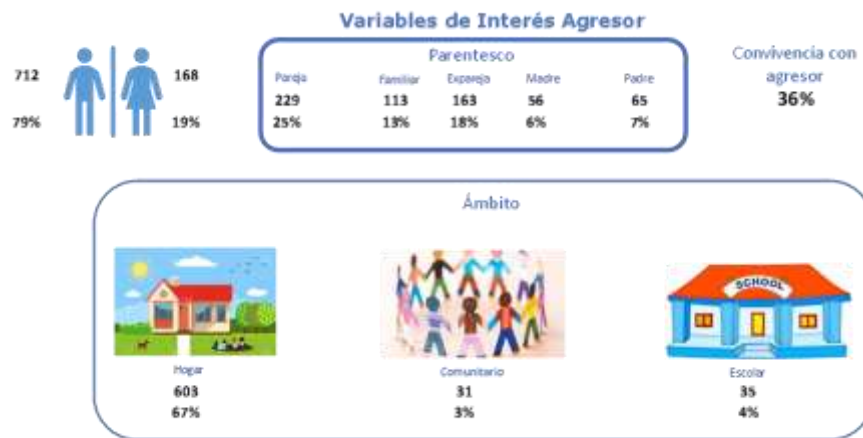 Variables de Interés Agresor
712
79%
168
19%
Parentesco
Pareja Familiar Expareja Madre Padre
229 113 163 56 65
25% 13% 18% 6% 7%
Convivencia con
agresor
36%
Ámbito
SCHOOL
Hogar Comunitario Escolar
603 31 35
67% 3% 4%